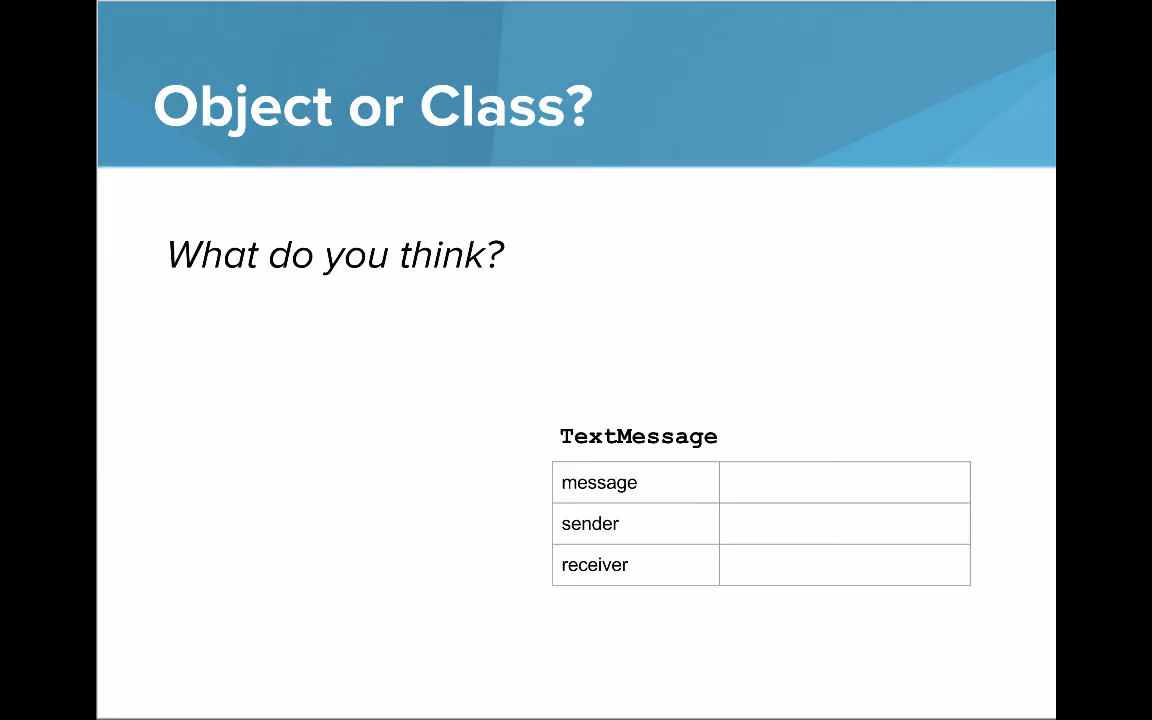 Object or Class?
What do you think?
TextMessage
message
sender
receiver